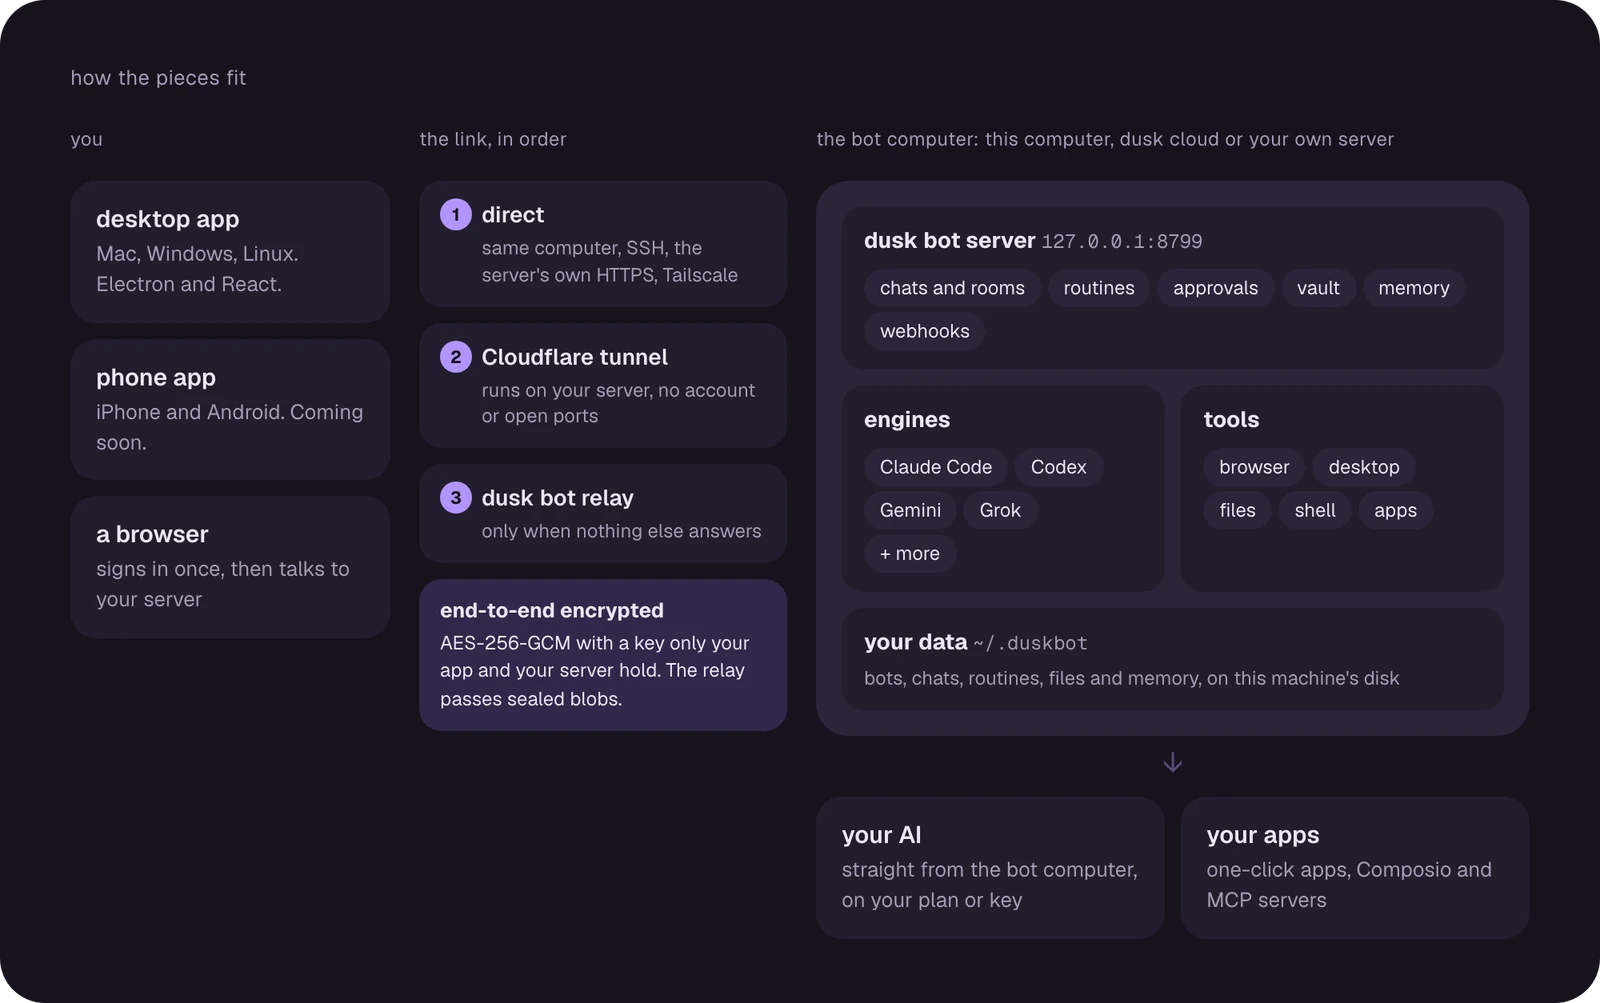 how the pieces fit
you
desktop app
Mac, Windows, Linux.
Electron and React.
phone app
iPhone and Android. Coming
soon.
a browser
signs in once, then talks to
your server
the link, in order
1 direct
same computer, SSH, the
server's own HTTPS, Tailscale
2 Cloudflare tunnel
runs on your server, no account
or open ports
3 dusk bot relay
only when nothing else answers
end-to-end encrypted
AES-256-GCM with a key only your
app and your server hold. The relay
passes sealed blobs.
the bot computer: this computer, dusk cloud or your own server
dusk bot server 127.0.0.1:8799
chats and rooms routines approvals vault memory
webhooks
engines
Claude Code Codex
Gemini Grok
+ more
tools
browser desktop
files shell apps
your data ~/.duskbot
bots, chats, routines, files and memory, on this machine's disk
↓
your AI
straight from the bot computer,
on your plan or key
your apps
one-click apps, Composio and
MCP servers